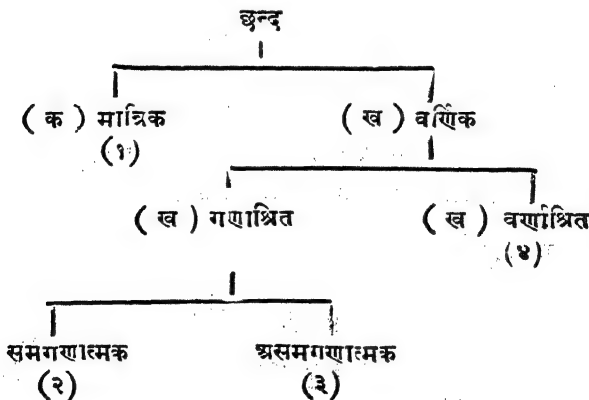 छन्द
( क ) मात्रिक ( ख ) वर्णिक
(१)
( ख ) गणाश्रित ( ख ) वर्णाश्रित
(४)
समगणात्मक असमगणात्मक
(२) (३)